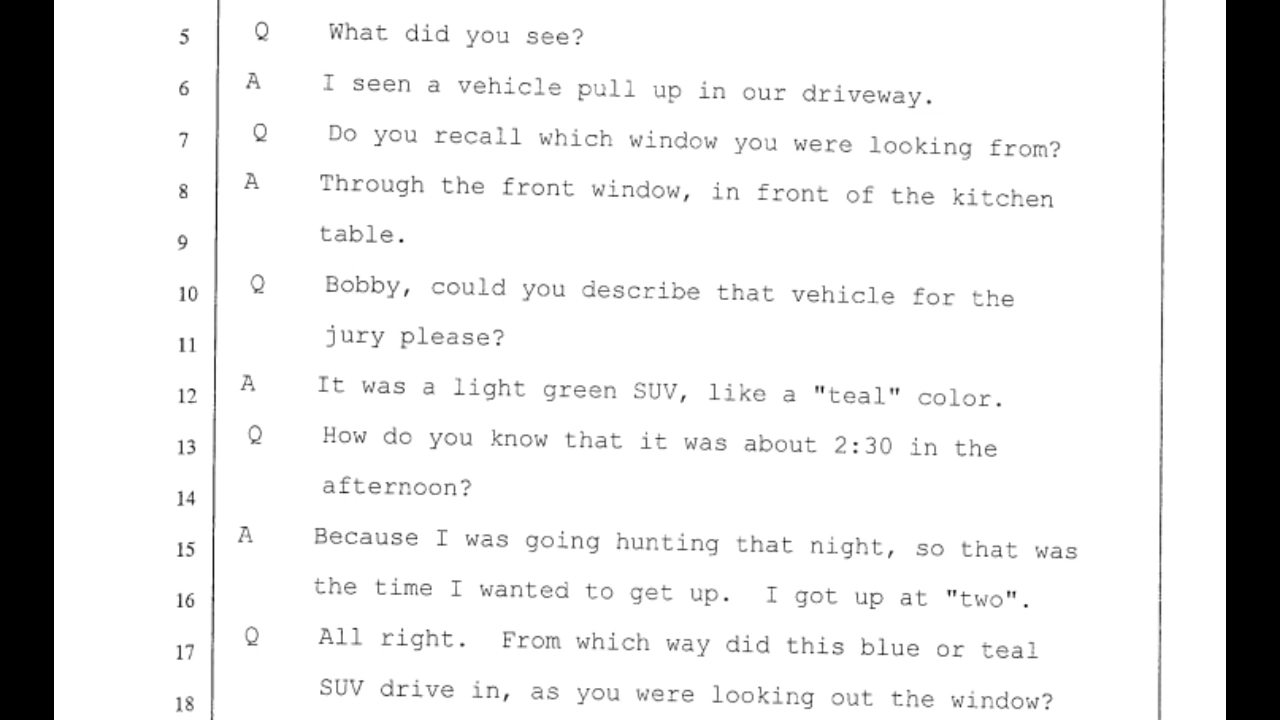 5 Q What did you see?
6 A I seen a vehicle pull up in our driveway.
7 Q Do you recall which window you were looking from?
8 A Through the front window, in front of the kitchen
9 table.
10 Q Bobby, could you describe that vehicle for the
11 jury please?
12 A It was a light green SUV, like a "teal" color.
13 Q How do you know that it was about 2:30 in the
14 afternoon?
15 A Because I was going hunting that night, so that was
16 the time I wanted to get up. I got up at "two".
17 Q All right. From which way did this blue or teal
18 SUV drive in, as you were looking out the window?